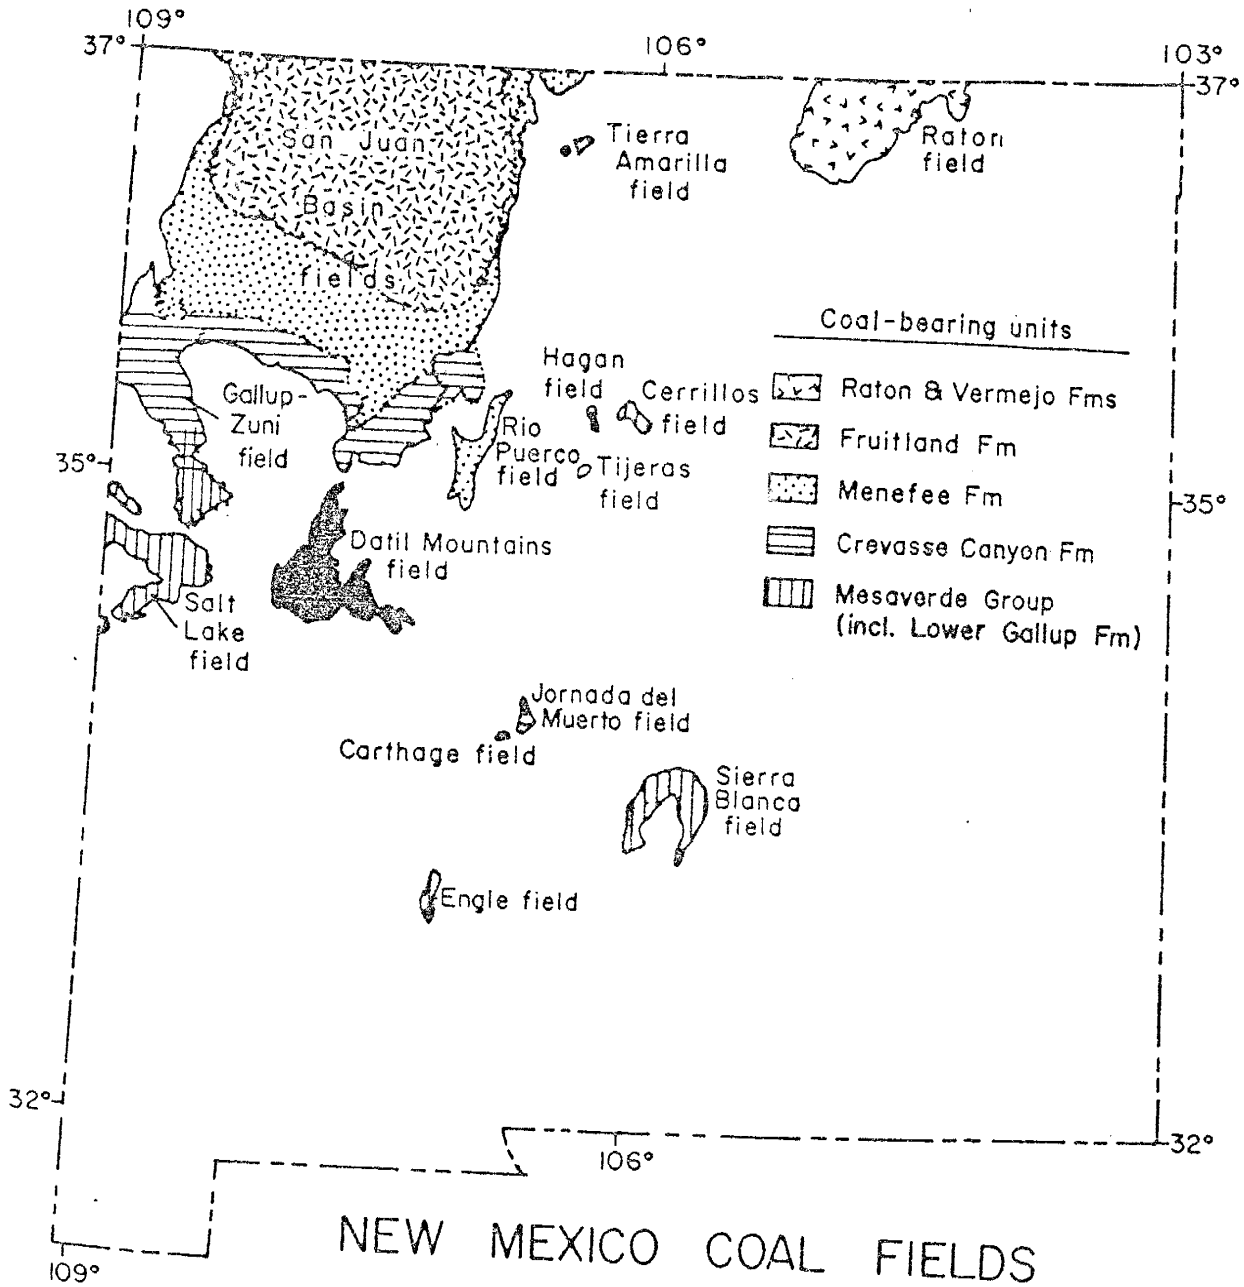 109°
37°
106°
103°
37°
San Juan
Basin
fields
Tierra
Amarilla
field
Raton
field
Coal-bearing units
Raton & Vermejo Fms
Fruitland Fm
Menefee Fm
Crevasse Canyon Fm
Mesaverde Group
(incl. Lower Gallup Fm)
Hagan
field
Cerrillos
field
Gallup-
Zuni
field
Rio
Puerco
field
Tijeras
field
35°
35°
Datil Mountains
field
Salt
Lake
field
Jornada del
Muerto field
Carthage field
Sierra
Blanca
field
Engle field
32°
32°
106°
109°
NEW MEXICO COAL FIELDS